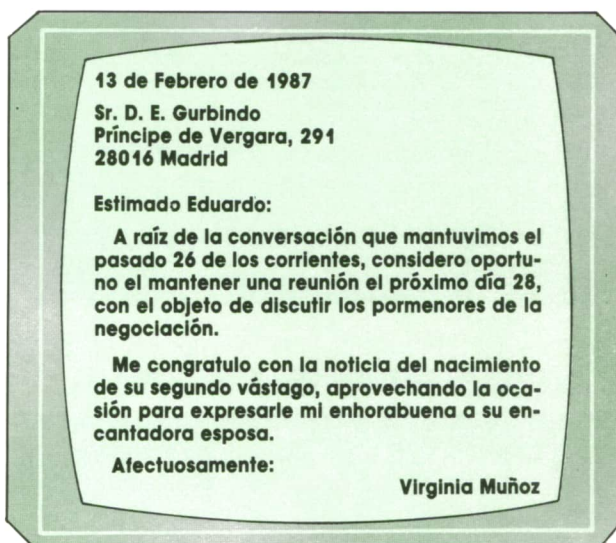 13 de Febrero de 1987
Sr. D. E. Gurbindo
Príncipe de Vergara, 291
28016 Madrid
Estimado Eduardo:
A raíz de la conversación que mantuvimos el
pasado 26 de los corrientes, considero oportu-
no el mantener una reunión el próximo día 28,
con el objeto de discutir los pormenores de la
negociación.
Me congratulo con la noticia del nacimiento
de su segundo vástago, aprovechando la oca-
sión para expresarle mi enhorabuena a su en-
cantadora esposa.
Afectuosamente:
Virginia Muñoz